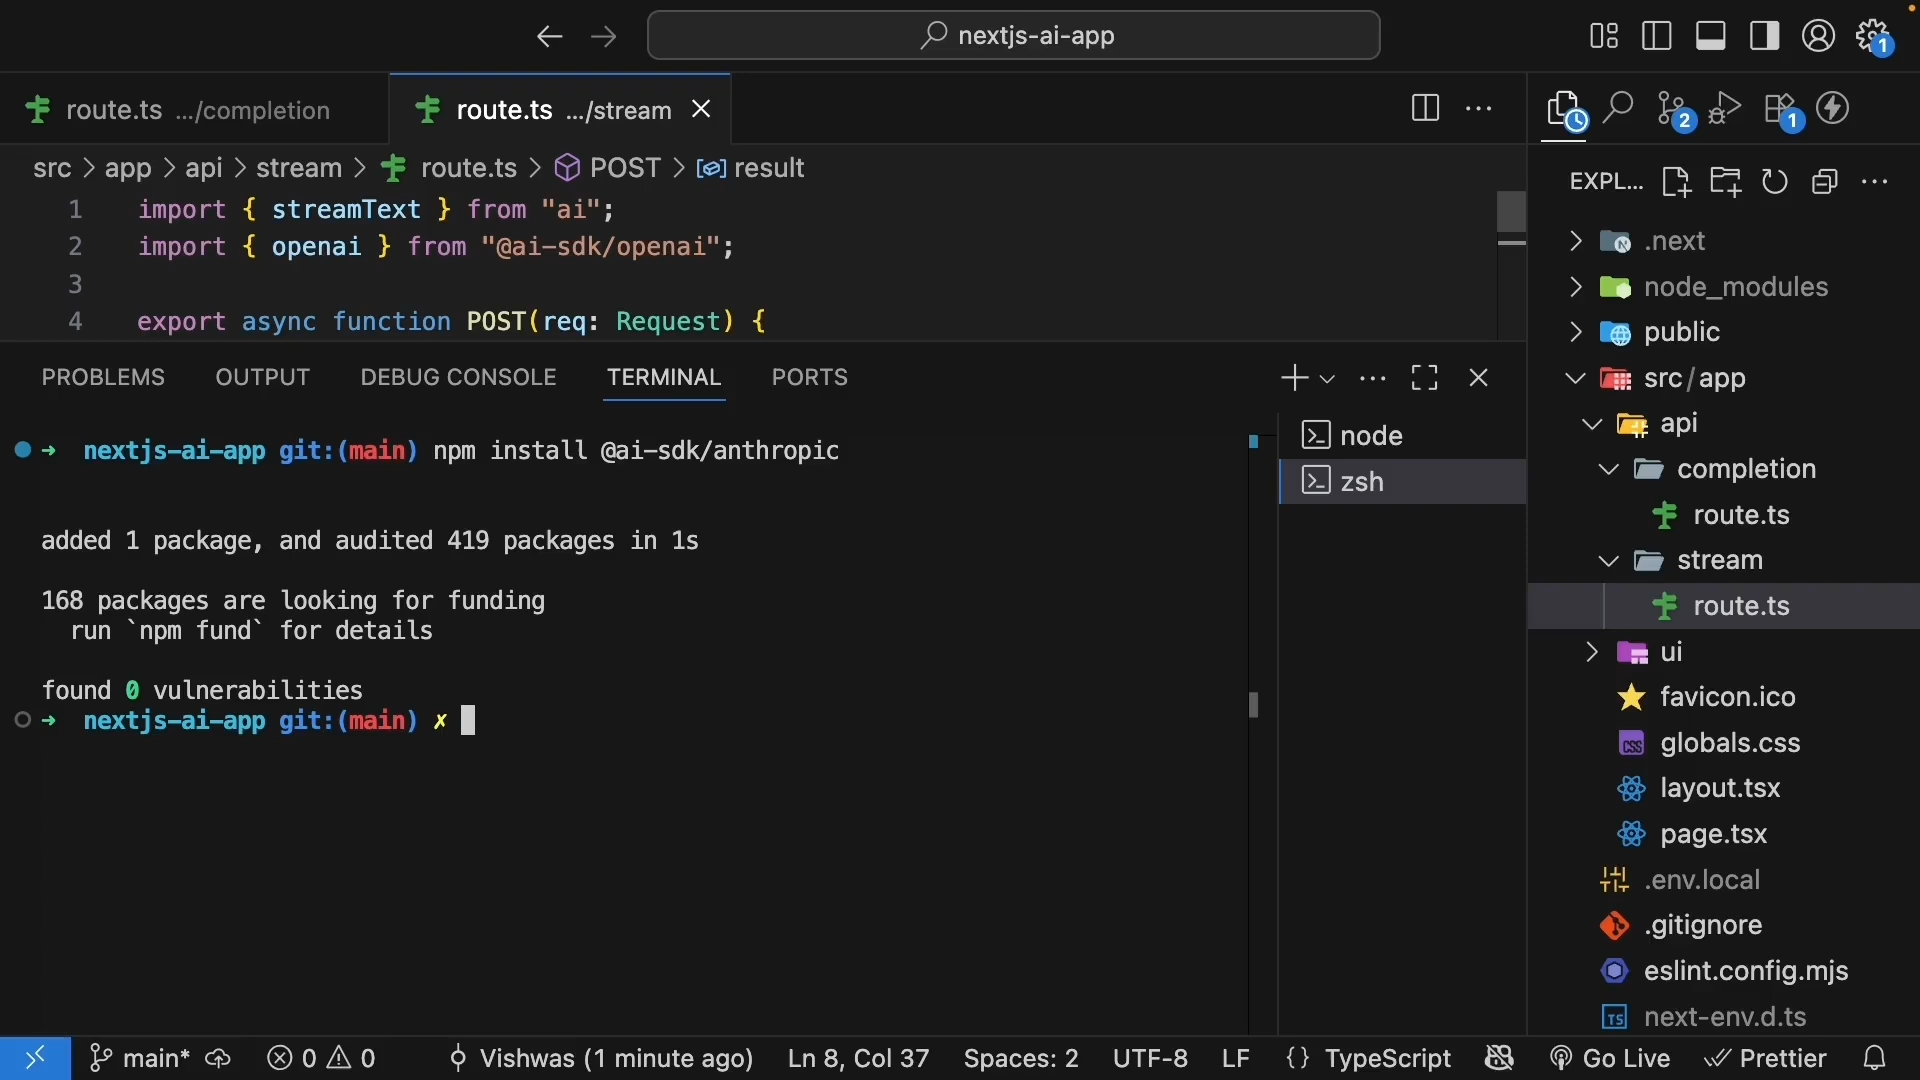 nextjs-ai-app
1
route.ts .../completion
route.ts .../stream
2
1
src > app > api > stream > route.ts > POST > result
EXPL...
1 import { streamText } from "ai";
2 import { openai } from "@ai-sdk/openai";
3
4 export async function POST(req: Request) {
PROBLEMS OUTPUT DEBUG CONSOLE TERMINAL PORTS
➜ nextjs-ai-app git:(main) npm install @ai-sdk/anthropic
added 1 package, and audited 419 packages in 1s
168 packages are looking for funding
run `npm fund` for details
found 0 vulnerabilities
➜ nextjs-ai-app git:(main) ✗
node
zsh
.next
node_modules
public
src/app
api
completion
route.ts
stream
route.ts
ui
favicon.ico
CSS globals.css
layout.tsx
page.tsx
.env.local
.gitignore
eslint.config.mjs
TS next-env.d.ts
main* 0 0 Vishwas (1 minute ago) Ln 8, Col 37 Spaces: 2 UTF-8 LF {} TypeScript Go Live Prettier